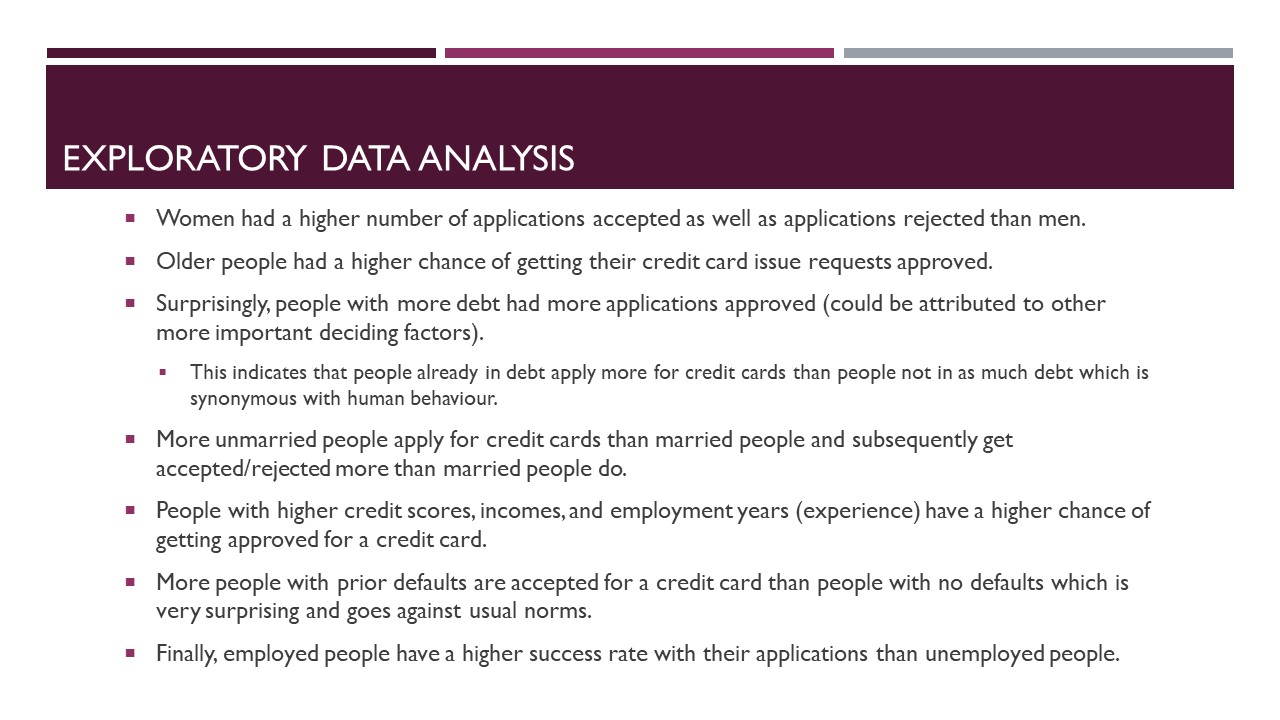 EXPLORATORY DATA ANALYSIS
Women had a higher number of applications accepted as well as applications rejected than men.
Older people had a higher chance of getting their credit card issue requests approved.
Surprisingly, people with more debt had more applications approved (could be attributed to other
more important deciding factors).
This indicates that people already in debt apply more for credit cards than people not in as much debt which is
synonymous with human behaviour.
More unmarried people apply for credit cards than married people and subsequently get
accepted/rejected more than married people do.
People with higher credit scores, incomes, and employment years (experience) have a higher chance of
getting approved for a credit card.
More people with prior defaults are accepted for a credit card than people with no defaults which is
very surprising and goes against usual norms.
Finally, employed people have a higher success rate with their applications than unemployed people.